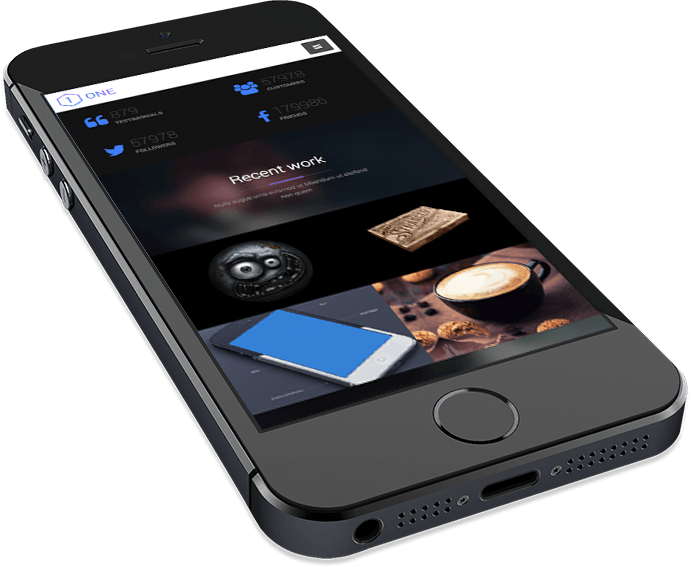 1 ONE
879
TESTIMONIALS
57978
CUSTOMERS
57978
FOLLOWERS
179986
FRIENDS
Recent work
Nulla augue urna euismod ut bibendum ut eleifend
non quam